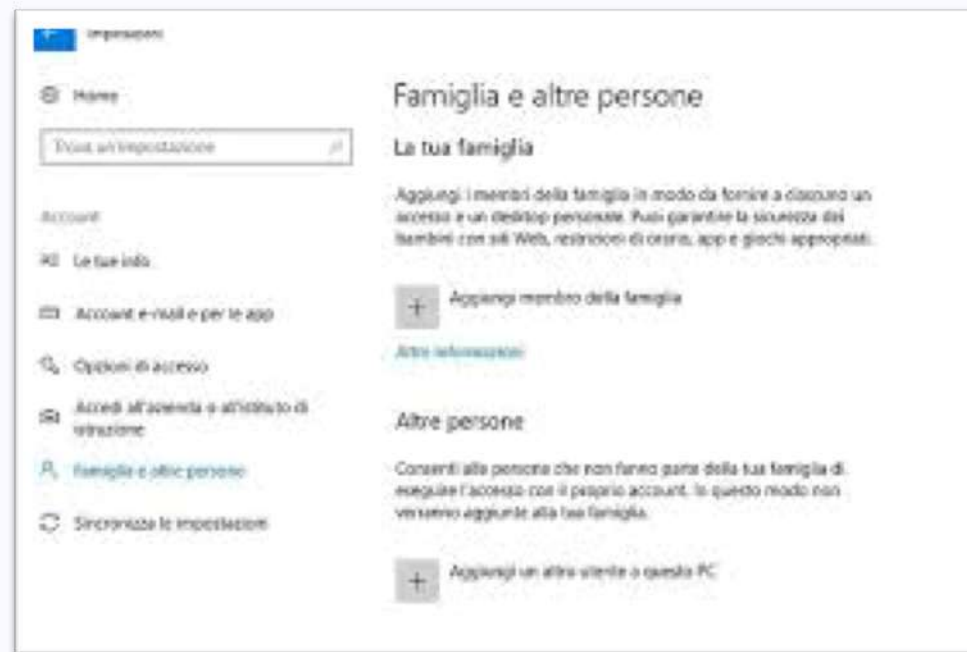 Impostazioni
Home
Trova un'impostazione
Account
Le tue info
Account e-mail e per le app
Opzioni di accesso
Accedi all'azienda o all'istituto di
istruzione
Famiglia e altre persone
Sincronizza le impostazioni
Famiglia e altre persone
La tua famiglia
Aggiungi i membri della famiglia in modo da fornire a ciascuno un
accesso e un desktop personale. Puoi garantire la sicurezza dei
bambini con siti Web, restrizioni di orario, app e giochi appropriati.
Aggiungi membro della famiglia
Altre informazioni
Altre persone
Consenti alle persone che non fanno parte della tua famiglia di
eseguire l'accesso con il proprio account. In questo modo non
verranno aggiunte alla tua famiglia.
Aggiungi un altro utente a questo PC